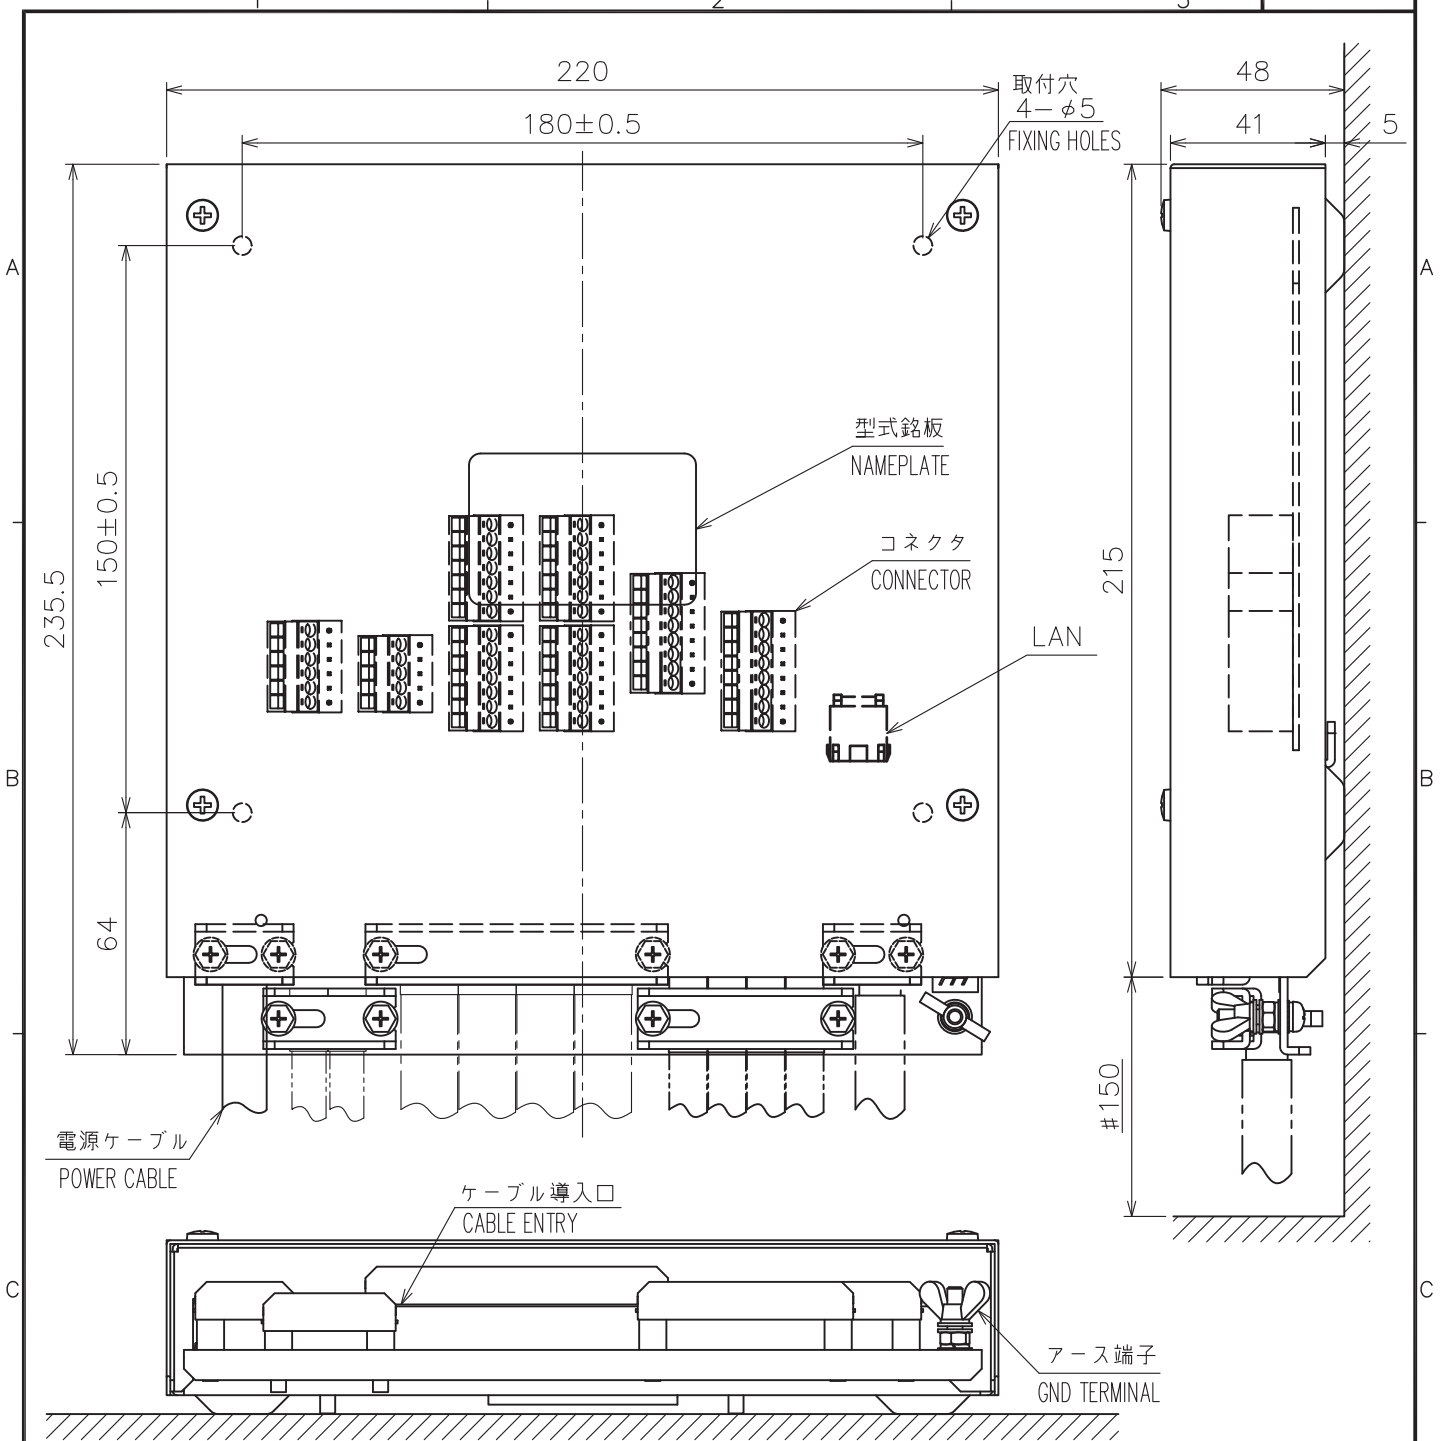 2
3
220
180±0.5
取付穴
4-φ5
FIXING HOLES
48
41
5
A
A
150±0.5
235.5
215
型式銘板
NAMEPLATE
コネクタ
CONNECTOR
LAN
B
B
64
#150
電源ケーブル
POWER CABLE
ケーブル導入口
CABLE ENTRY
C
C
アース端子
GND TERMINAL